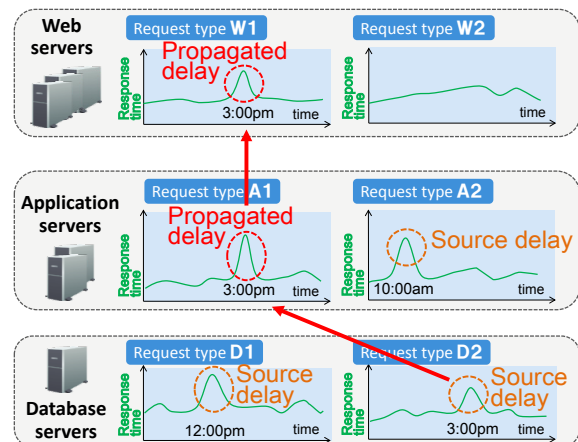 Web
servers
Request type W1
Propagated
delay
Response
time
3:00pm
time
Request type W2
Response
time
time
Application
servers
Request type A1
Propagated
delay
Response
time
3:00pm
time
Request type A2
Source delay
Response
time
10:00am
time
Database
servers
Request type D1
Source
delay
Response
time
12:00pm
time
Request type D2
Source
delay
Response
time
3:00pm
time